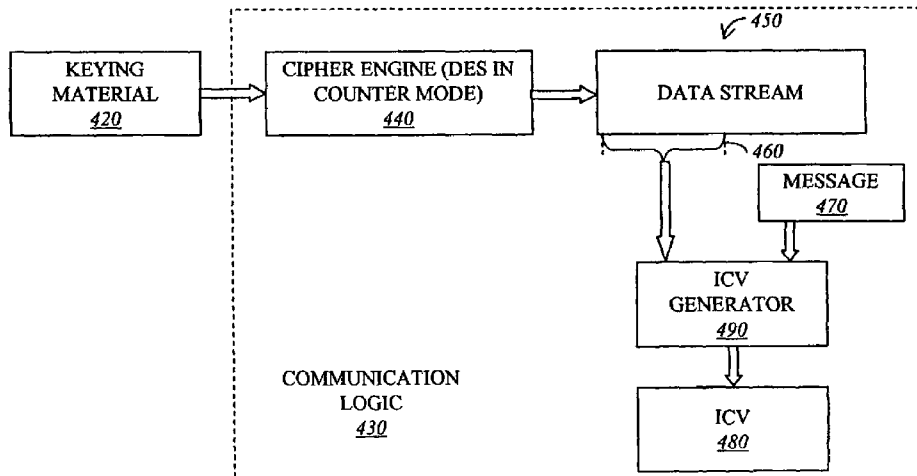 450
KEYING
MATERIAL
420
CIPHER ENGINE (DES IN
COUNTER MODE)
440
DATA STREAM
460
MESSAGE
470
ICV
GENERATOR
490
COMMUNICATION
LOGIC
430
ICV
480